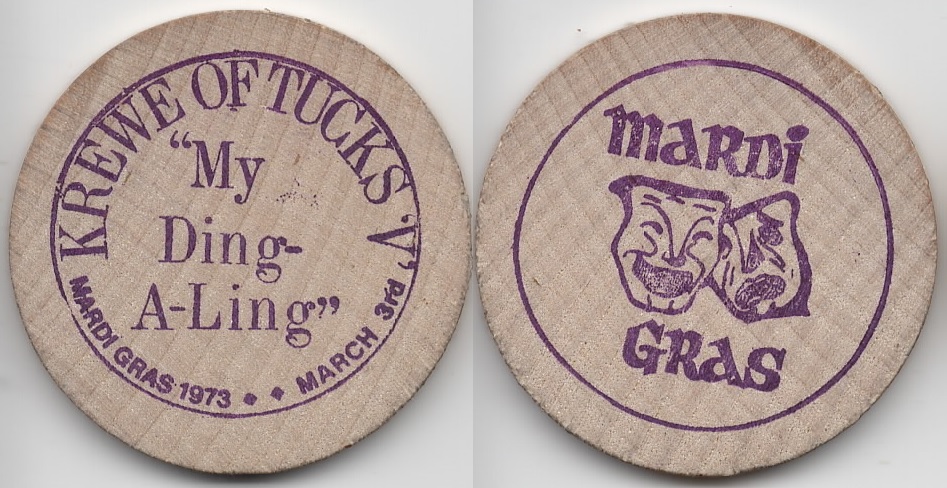 KREWE OF TUCKS 'V'
"My
Ding-
A-Ling"
MARDI GRAS 1973 • • MARCH 3rd
MARDI
GRAS